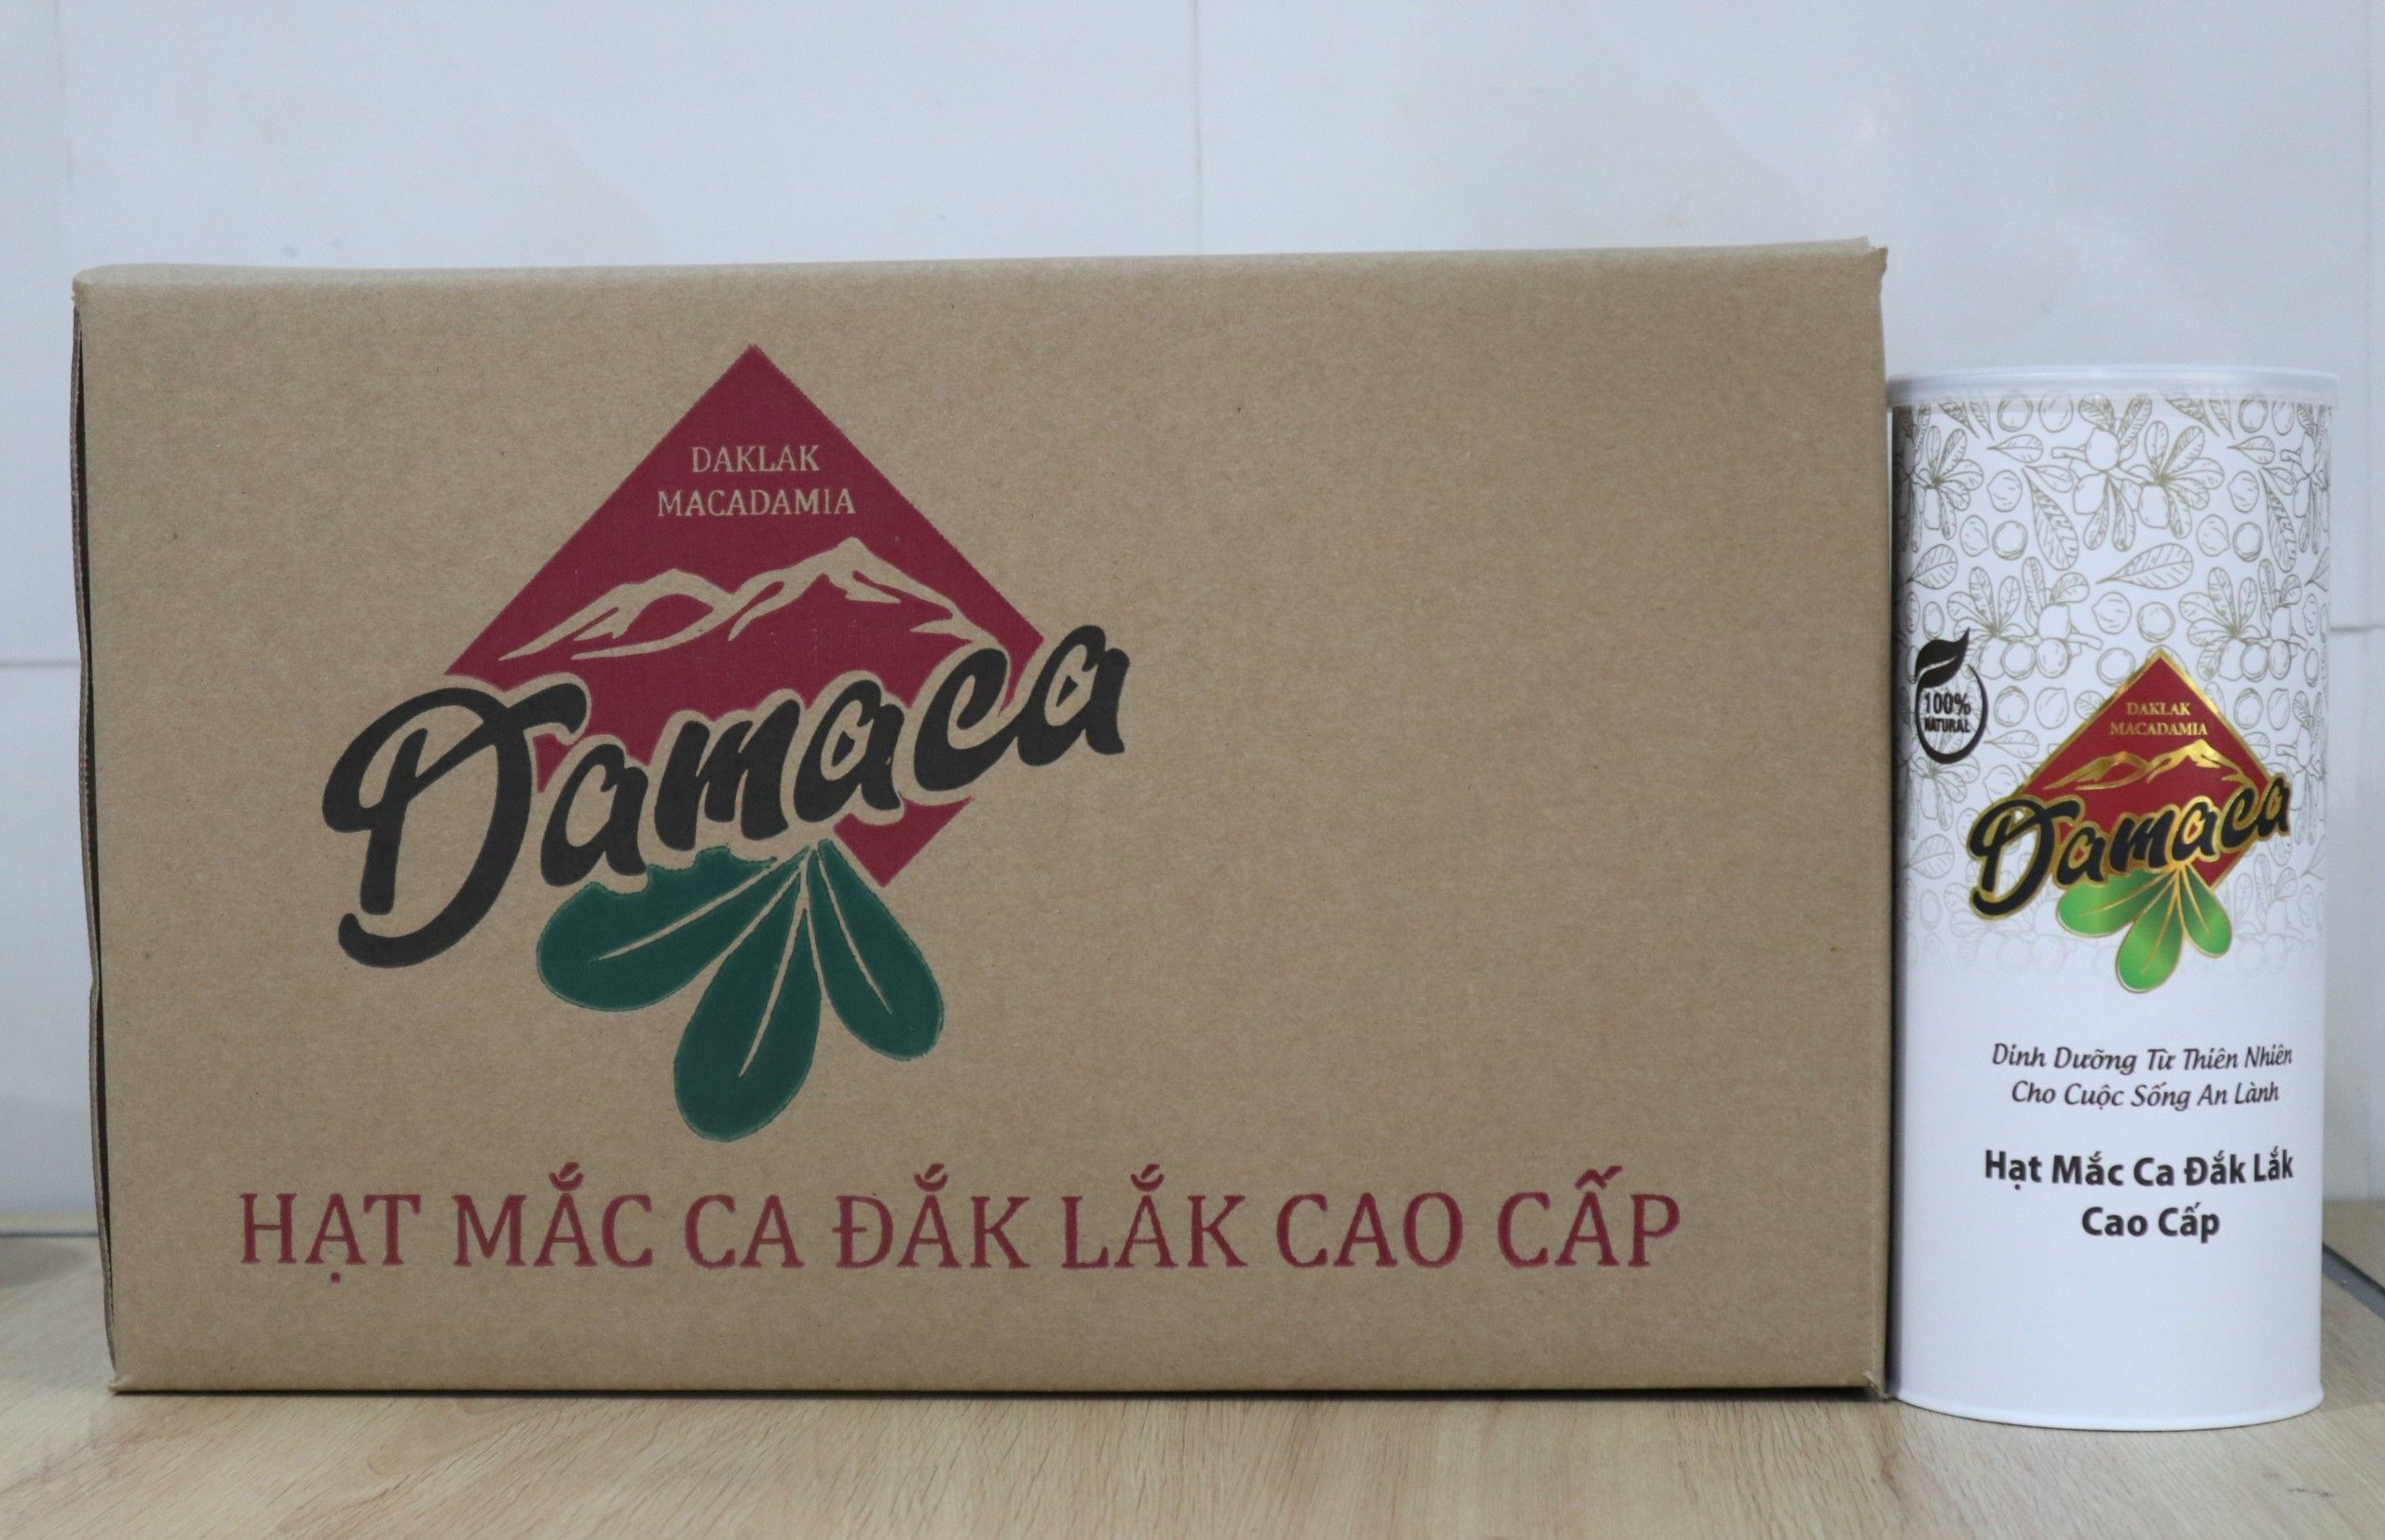 DAKLAK
MACADAMIA
Damaca
HẠT MẮC CA ĐẮK LẮK CAO CẤP
100%
NATURAL
DAKLAK
MACADAMIA
Damaca
Dinh Dưỡng Từ Thiên Nhiên
Cho Cuộc Sống An Lành
Hạt Mắc Ca Đắk Lắk
Cao Cấp